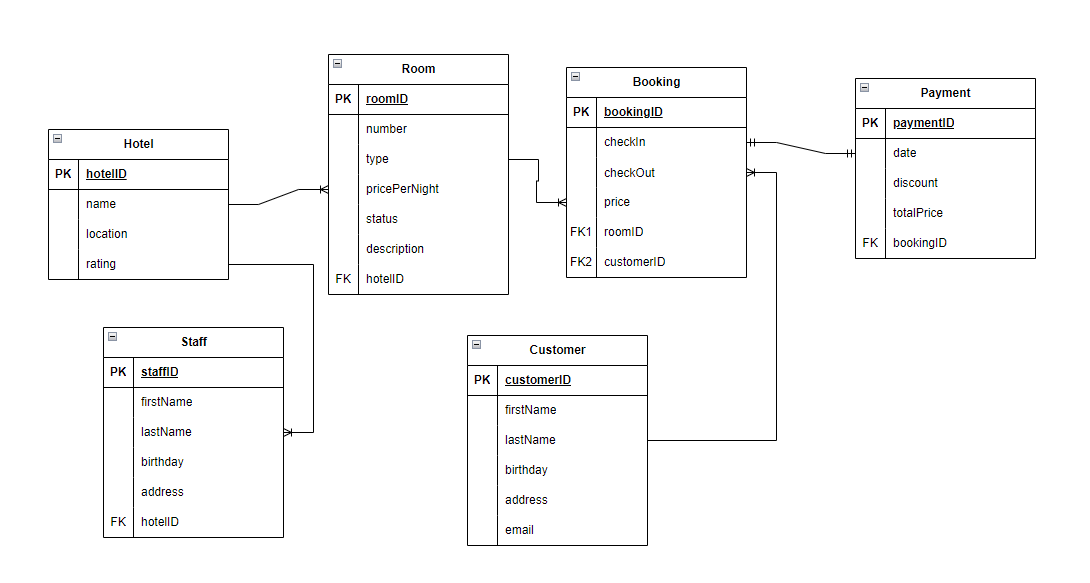 Hotel
PK hotelID
name
location
rating
Room
PK roomID
number
type
pricePerNight
status
description
FK hotelID
Booking
PK bookingID
checkIn
checkOut
price
FK1 roomID
FK2 customerID
Payment
PK paymentID
date
discount
totalPrice
FK bookingID
Staff
PK staffID
firstName
lastName
birthday
address
FK hotelID
Customer
PK customerID
firstName
lastName
birthday
address
email